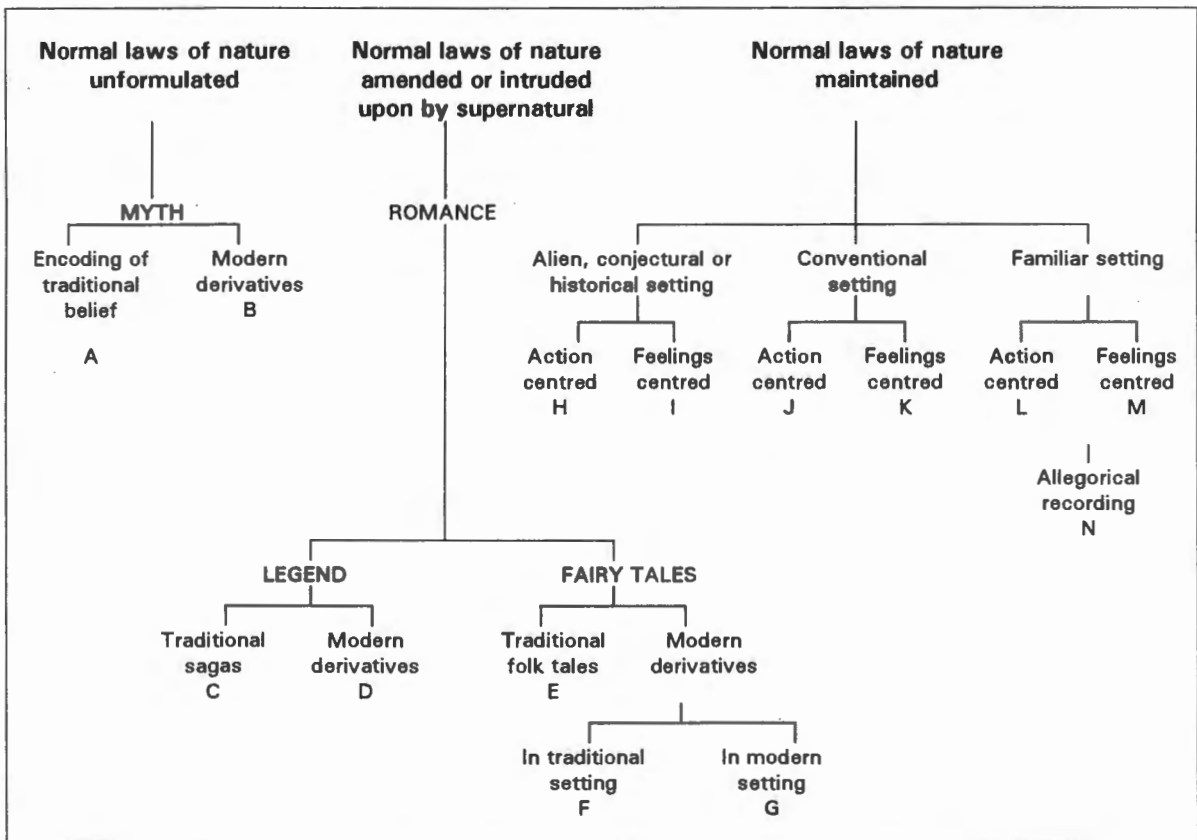 Normal laws of nature
unformulated
Normal laws of nature
amended or intruded
upon by supernatural
Normal laws of nature
maintained
MYTH
ROMANCE
Encoding of
traditional
belief
A
Modern
derivatives
B
Alien, conjectural or
historical setting
Conventional
setting
Familiar setting
Action
centred
H
Feelings
centred
I
Action
centred
J
Feelings
centred
K
Action
centred
L
Feelings
centred
M
Allegorical
recording
N
LEGEND
FAIRY TALES
Traditional
sagas
C
Modern
derivatives
D
Traditional
folk tales
E
Modern
derivatives
In traditional
setting
F
In modern
setting
G